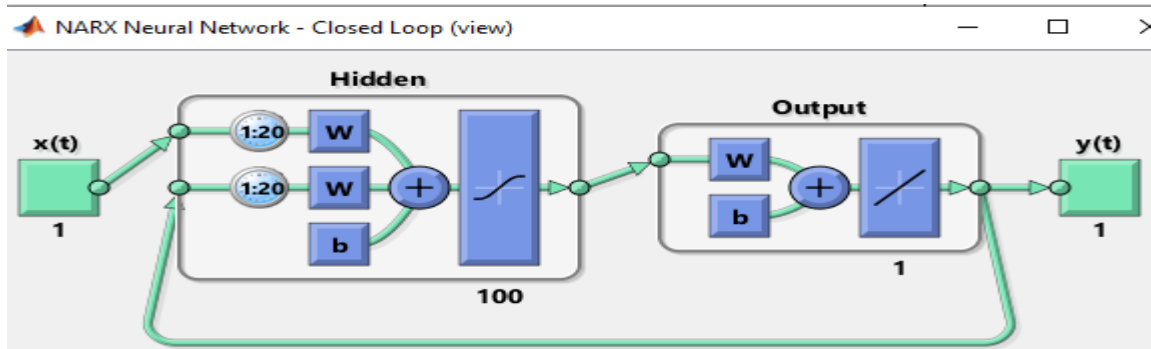 NARX Neural Network - Closed Loop (view)
Hidden
Output
x(t)
1:20
W
W
y(t)
1:20
W
b
b
1
1
1
100